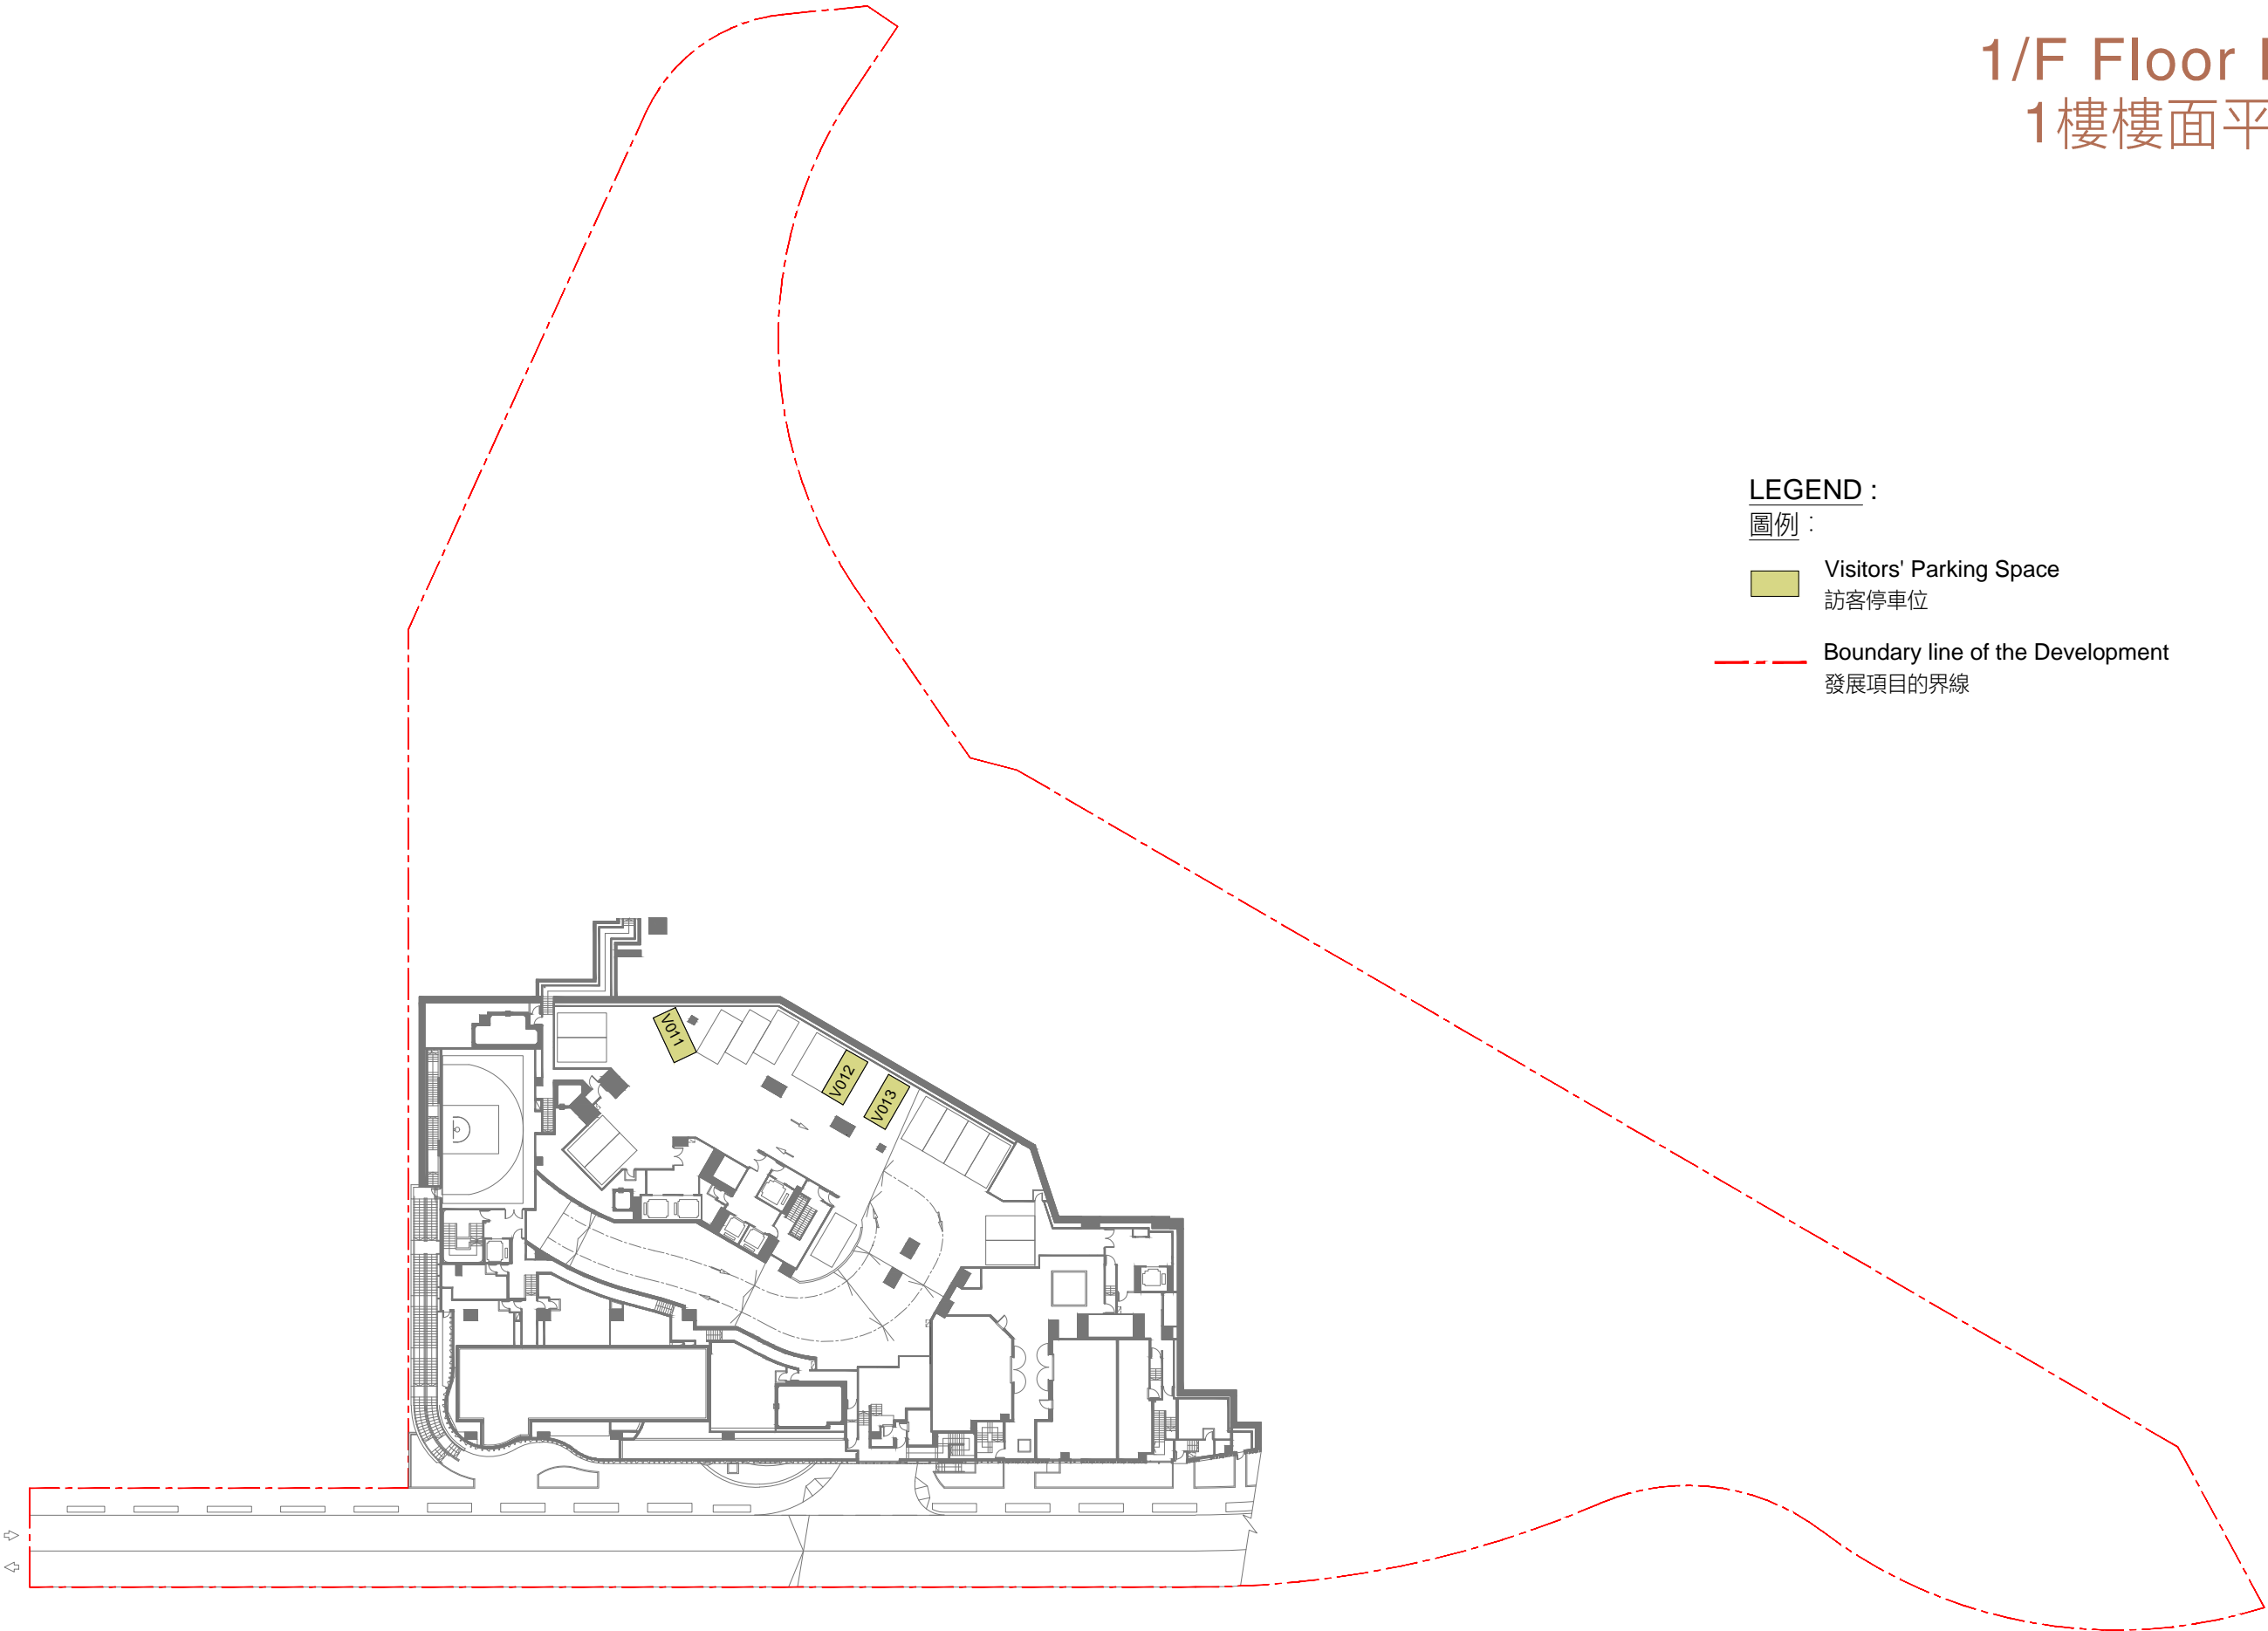 1/F Floor
1樓樓面平
LEGEND :
圖例 :
Visitors' Parking Space
訪客停車位
Boundary line of the Development
發展項目的界線
V011
V012
V013